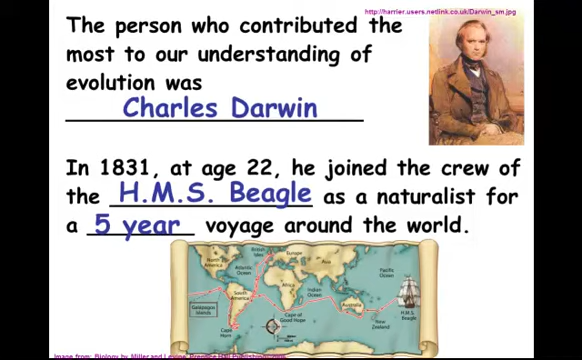 http://harrier.users.netlink.co.uk/Darwin_sm.jpg
The person who contributed the
most to our understanding of
evolution was
Charles Darwin
In 1831, at age 22, he joined the crew of
the H.M.S. Beagle as a naturalist for
a 5 year voyage around the world.
British Isles
Europe
North America
Asia
Atlantic Ocean
Pacific Ocean
Africa
Indian Ocean
South America
Galápagos Islands
Australia
H.M.S. Beagle
Cape of Good Hope
New Zealand
Cape Horn
Image from: Biology by Miller and Levine; Prentice Hall Publishing